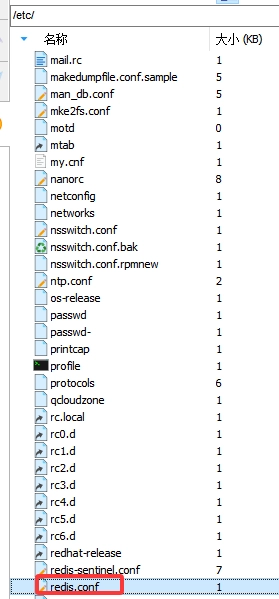 /etc/
名称 大小 (KB)
mail.rc 1
makedumpfile.conf.sample 5
man_db.conf 5
mke2fs.conf 1
motd 0
mtab 1
my.cnf 1
nanorc 8
netconfig 1
networks 1
nsswitch.conf 1
nsswitch.conf.bak 1
nsswitch.conf.rpmnew 1
ntp.conf 2
os-release 1
passwd 1
passwd- 1
printcap 1
profile 1
protocols 6
qcloudzone 1
rc.local 1
rc0.d 1
rc1.d 1
rc2.d 1
rc3.d 1
rc4.d 1
rc5.d 1
rc6.d 1
redhat-release 1
redis-sentinel.conf 7
redis.conf 1